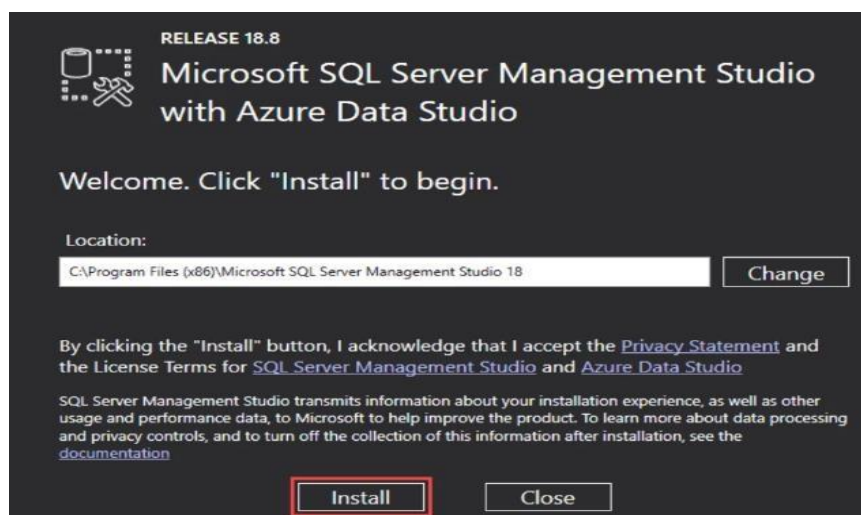 RELEASE 18.8
Microsoft SQL Server Management Studio
with Azure Data Studio
Welcome. Click "Install" to begin.
Location:
C:\Program Files (x86)\Microsoft SQL Server Management Studio 18
Change
By clicking the "Install" button, I acknowledge that I accept the Privacy Statement and
the License Terms for SQL Server Management Studio and Azure Data Studio
SQL Server Management Studio transmits information about your installation experience, as well as other
usage and performance data, to Microsoft to help improve the product. To learn more about data processing
and privacy controls, and to turn off the collection of this information after installation, see the
documentation
Install
Close